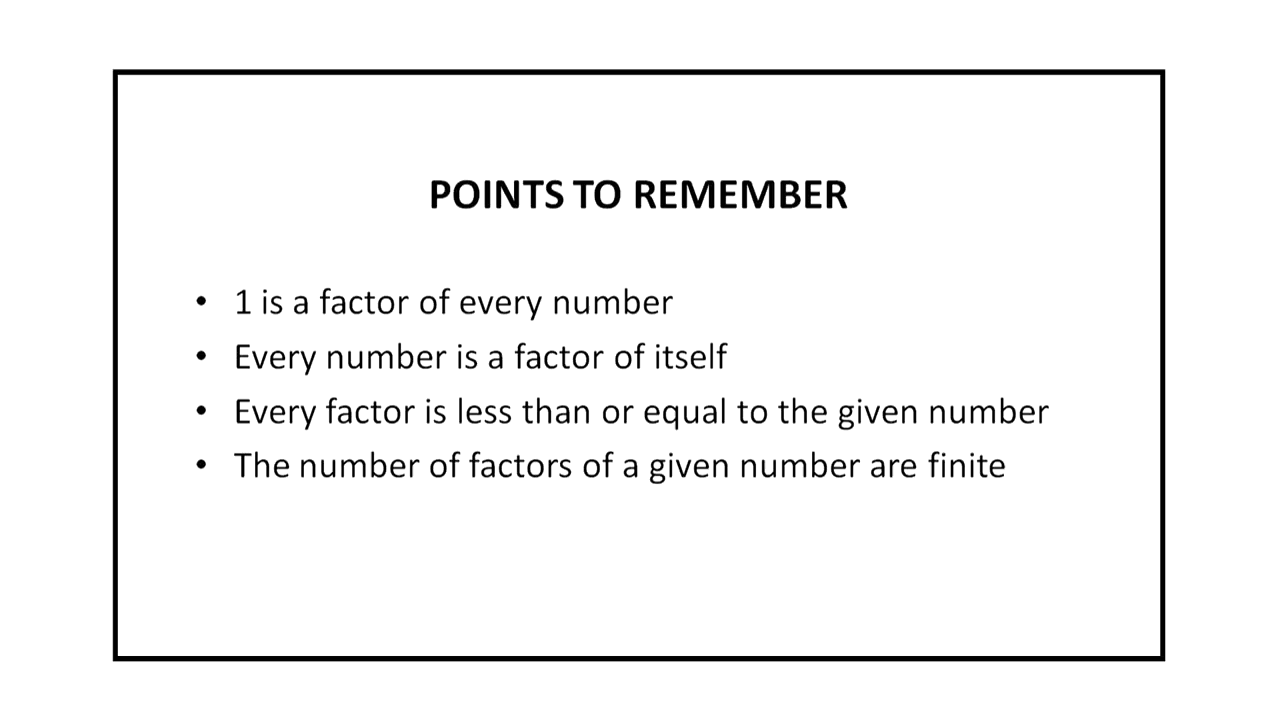 POINTS TO REMEMBER
• 1 is a factor of every number
• Every number is a factor of itself
• Every factor is less than or equal to the given number
• The number of factors of a given number are finite